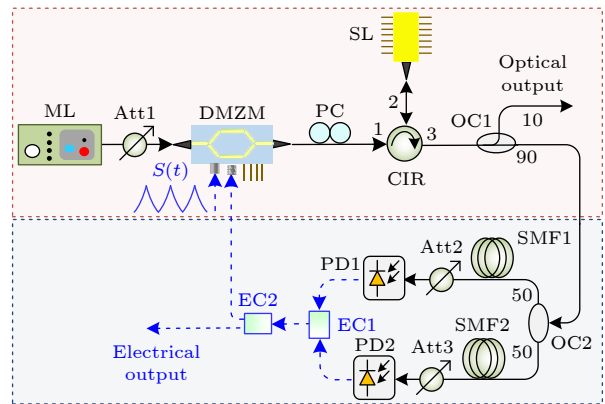 SL
Optical
output
ML
Att1
DMZM
PC
2
OC1
10
1
3
90
CIR
S(t)
SMF1
PD1
Att2
50
EC2
EC1
SMF2
OC2
Electrical
output
PD2
Att3
50